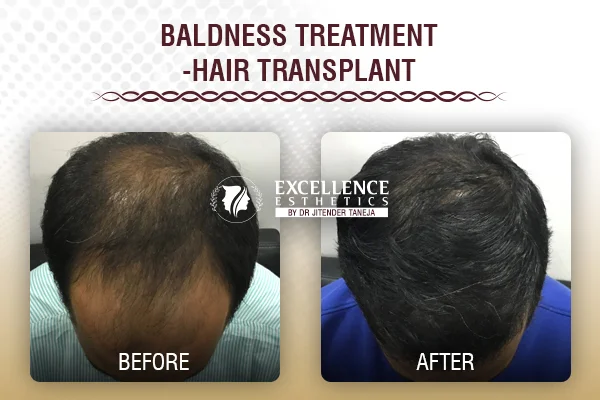 BALDNESS TREATMENT
-HAIR TRANSPLANT
EXCELLENCE
ESTHETICS
BY DR JITENDER TANEJA
BEFORE
AFTER